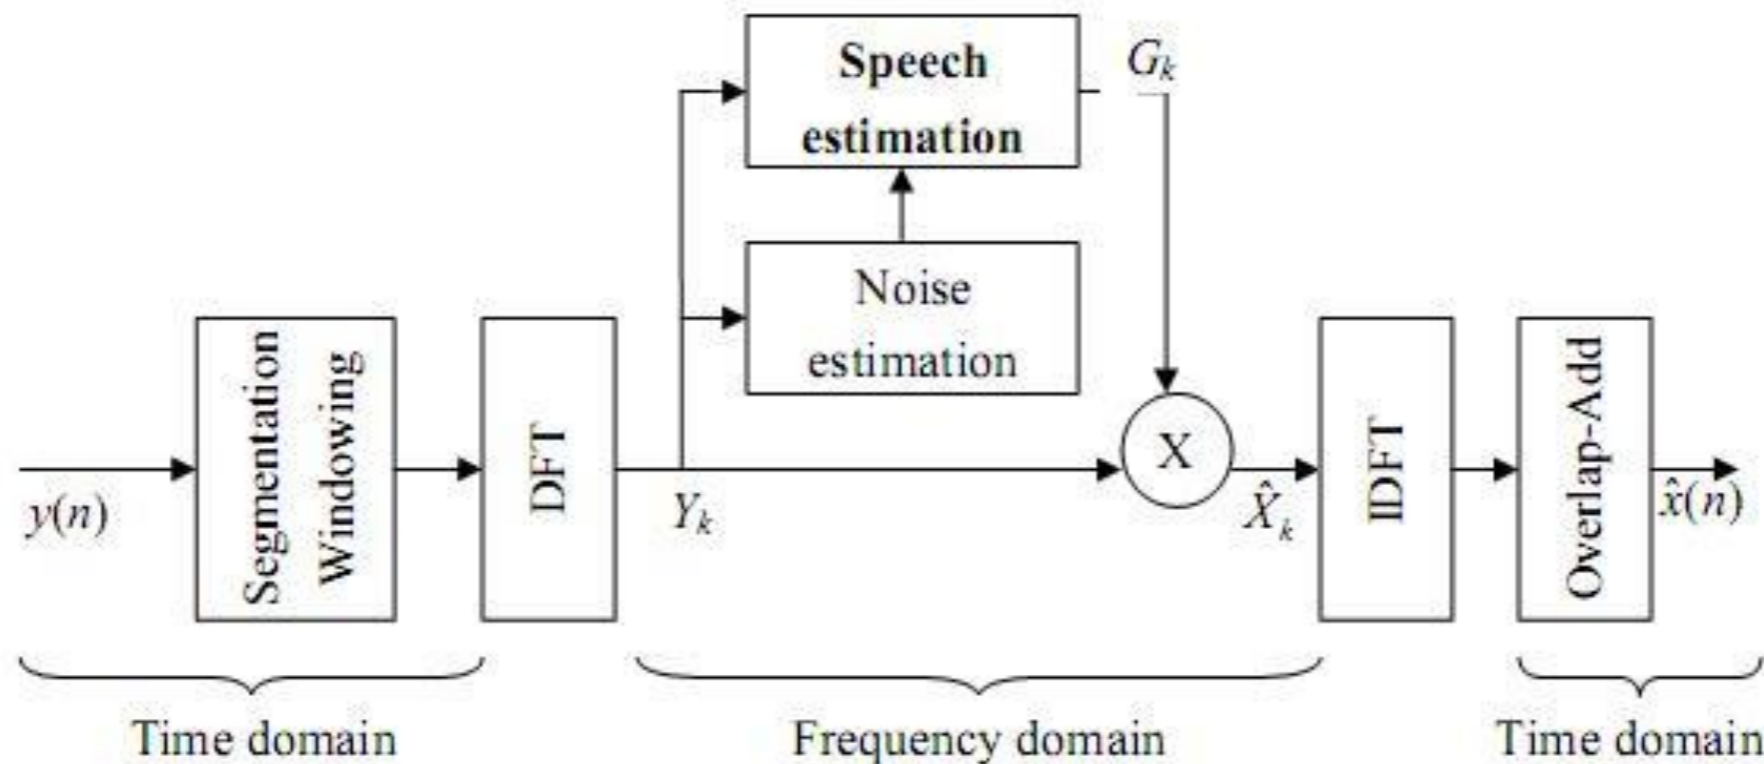 Speech
estimation
G_k
Noise
estimation
y(n)
Segmentation
Windowing
DFT
Y_k
X
X̂_k
IDFT
Overlap-Add
x̂(n)
Time domain
Frequency domain
Time domain